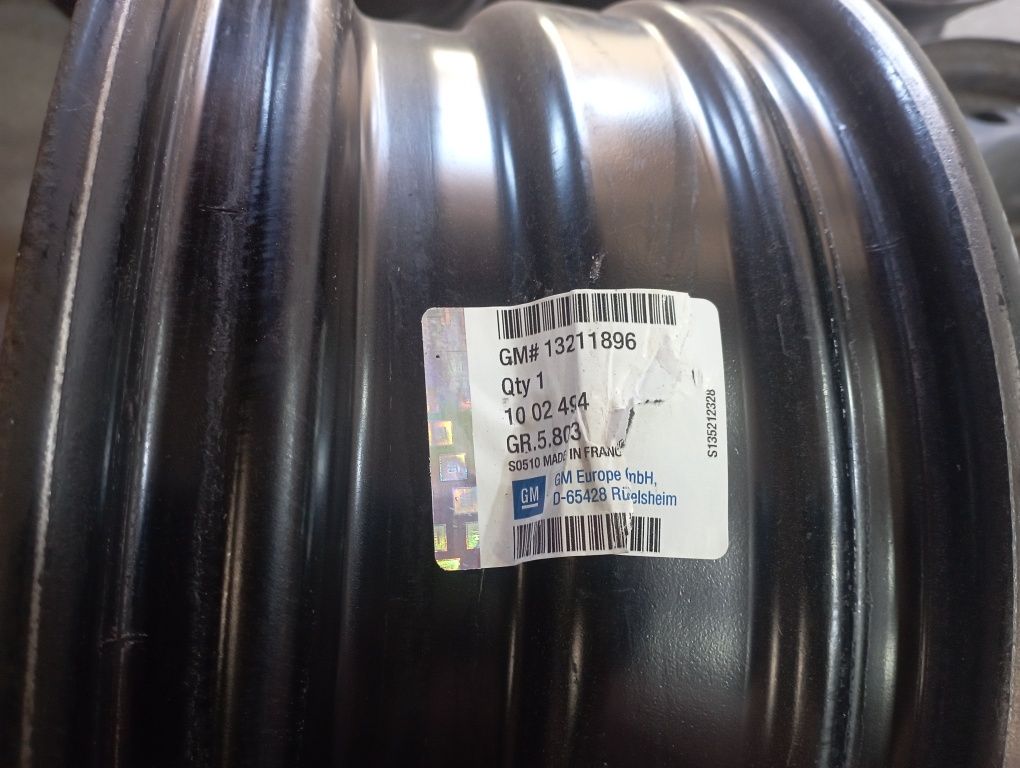 GM# 13211896
Qty 1
10 02 494
GR.5.803
S0510 MADE IN FRANC
GM
GM Europe GmbH,
D-65428 Rüelsheim
S135212328